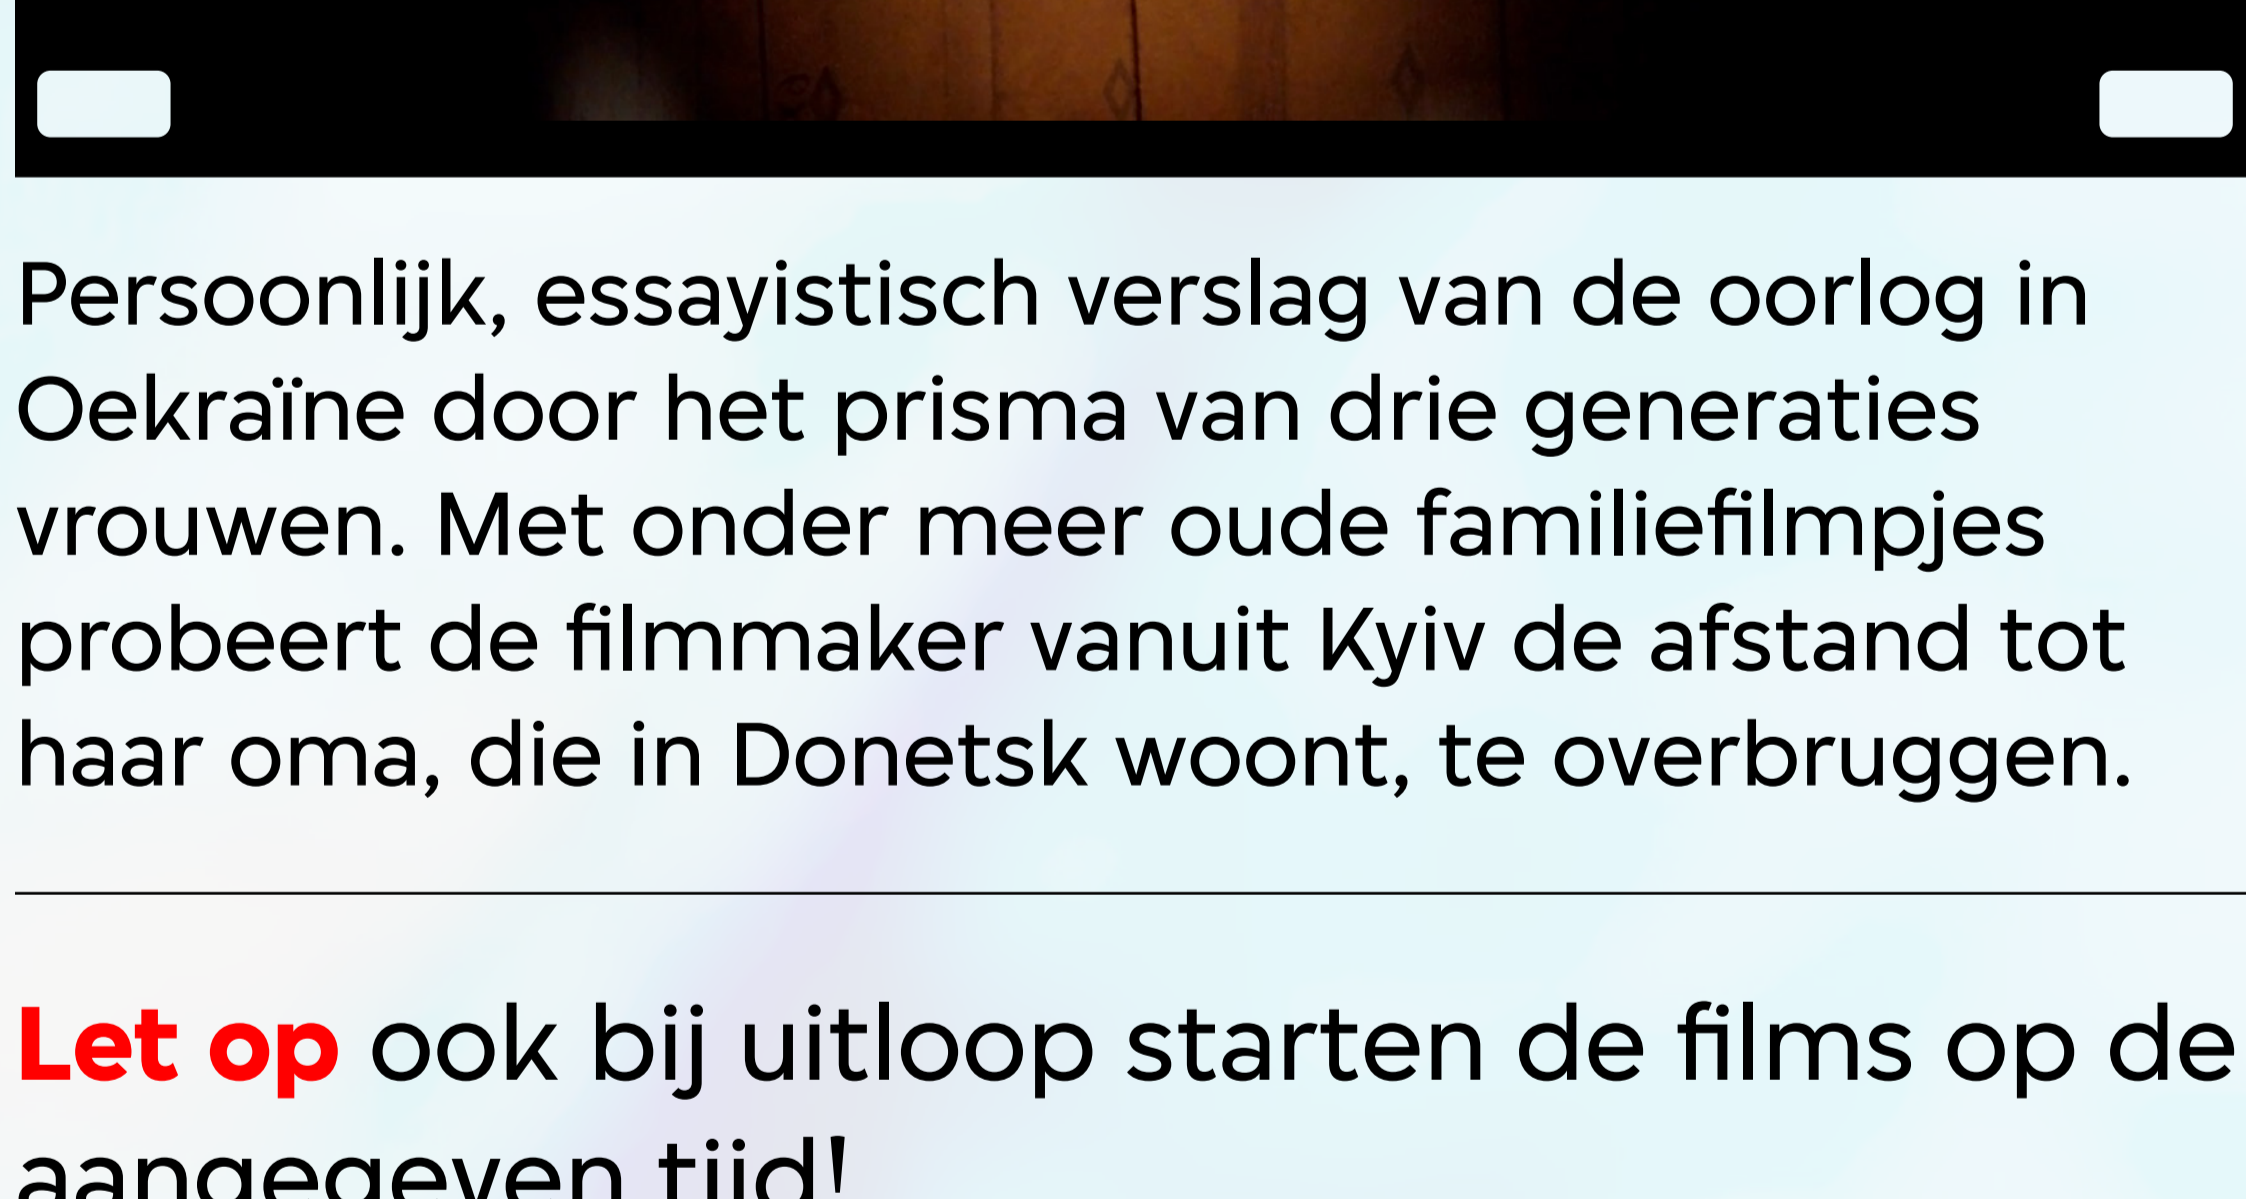 Persoonlijk, essayistisch verslag van de oorlog in
Oekraïne door het prisma van drie generaties
vrouwen. Met onder meer oude familiefilmpjes
probeert de filmmaker vanuit Kyiv de afstand tot
haar oma, die in Donetsk woont, te overbruggen.
Let op ook bij uitloop starten de films op de
aangegeven tijd!